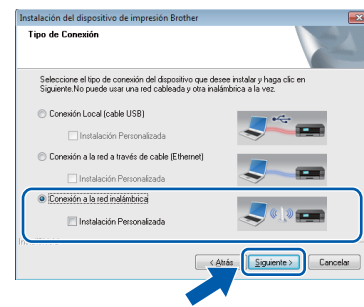 Instalación del dispositivo de impresión Brother
Tipo de Conexión
Seleccione el tipo de conexión del dispositivo que desee instalar y haga clic en
Siguiente.No puede usar una red cableada y otra inalámbrica a la vez.
Conexión Local (cable USB)
Instalación Personalizada
Conexión a la red a través de cable (Ethernet)
Instalación Personalizada
Conexión a la red inalámbrica
Instalación Personalizada
< Atrás Siguiente > Cancelar